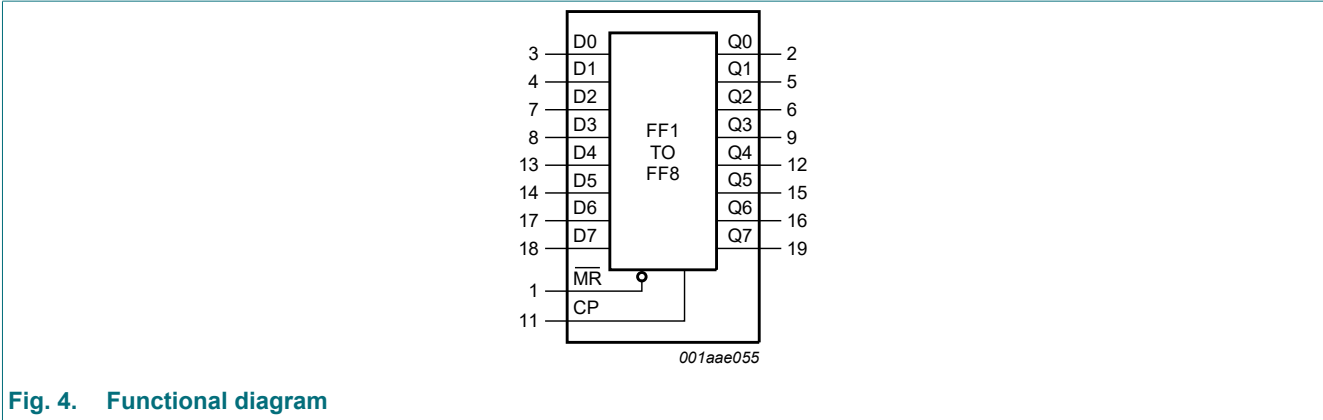 D0 Q0
3 2
D1 Q1
4 5
D2 Q2
7 6
D3 Q3
8 9
FF1
TO
FF8
D4 Q4
13 12
D5 Q5
14 15
D6 Q6
17 16
D7 Q7
18 19
M̅R̅
1
CP
11
001aae055
Fig. 4. Functional diagram